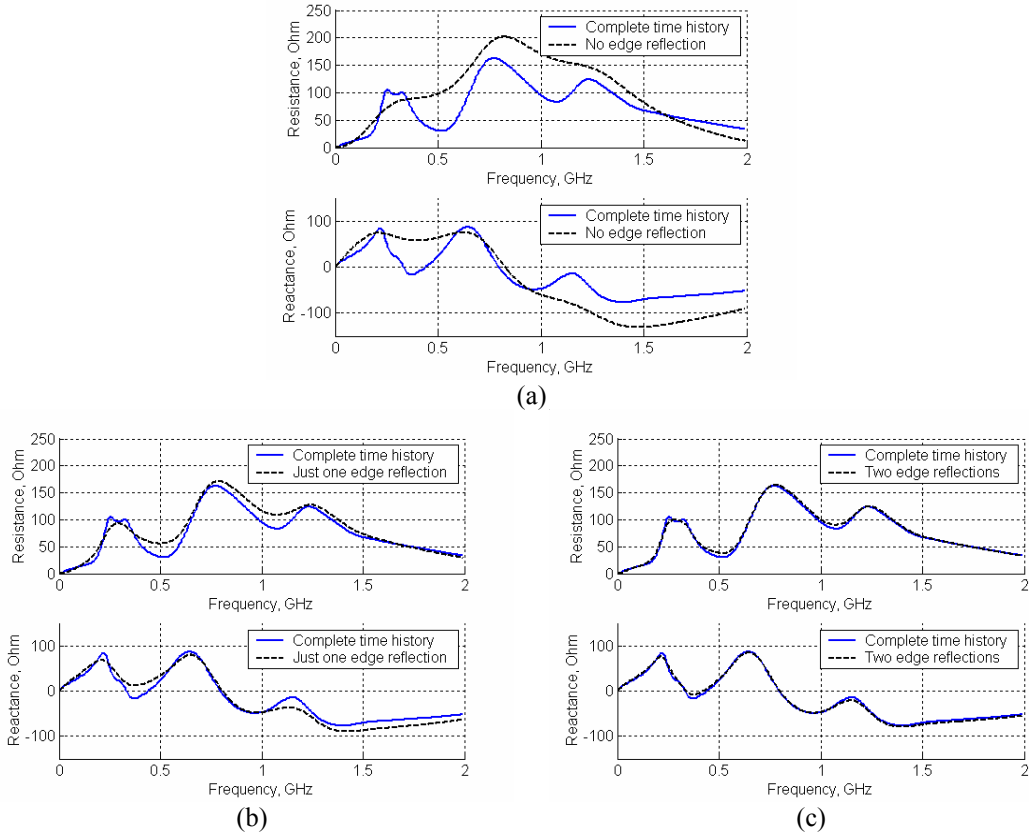 250
200
150
100
50
0
Resistance, Ohm
Complete time history
No edge reflection
0 0.5 1 1.5 2
Frequency, GHz
100
0
-100
Reactance, Ohm
Complete time history
No edge reflection
0 0.5 1 1.5 2
Frequency, GHz
(a)
250
200
150
100
50
0
Resistance, Ohm
Complete time history
Just one edge reflection
0 0.5 1 1.5 2
Frequency, GHz
100
0
-100
Reactance, Ohm
Complete time history
Just one edge reflection
0 0.5 1 1.5 2
Frequency, GHz
(b)
250
200
150
100
50
0
Resistance, Ohm
Complete time history
Two edge reflections
0 0.5 1 1.5 2
Frequency, GHz
100
0
-100
Reactance, Ohm
Complete time history
Two edge reflections
0 0.5 1 1.5 2
Frequency, GHz
(c)